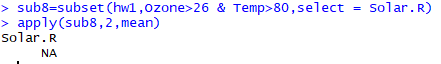 > sub8=subset(hw1,Ozone>26 & Temp>80,select = Solar.R)
> apply(sub8,2,mean)
Solar.R
NA